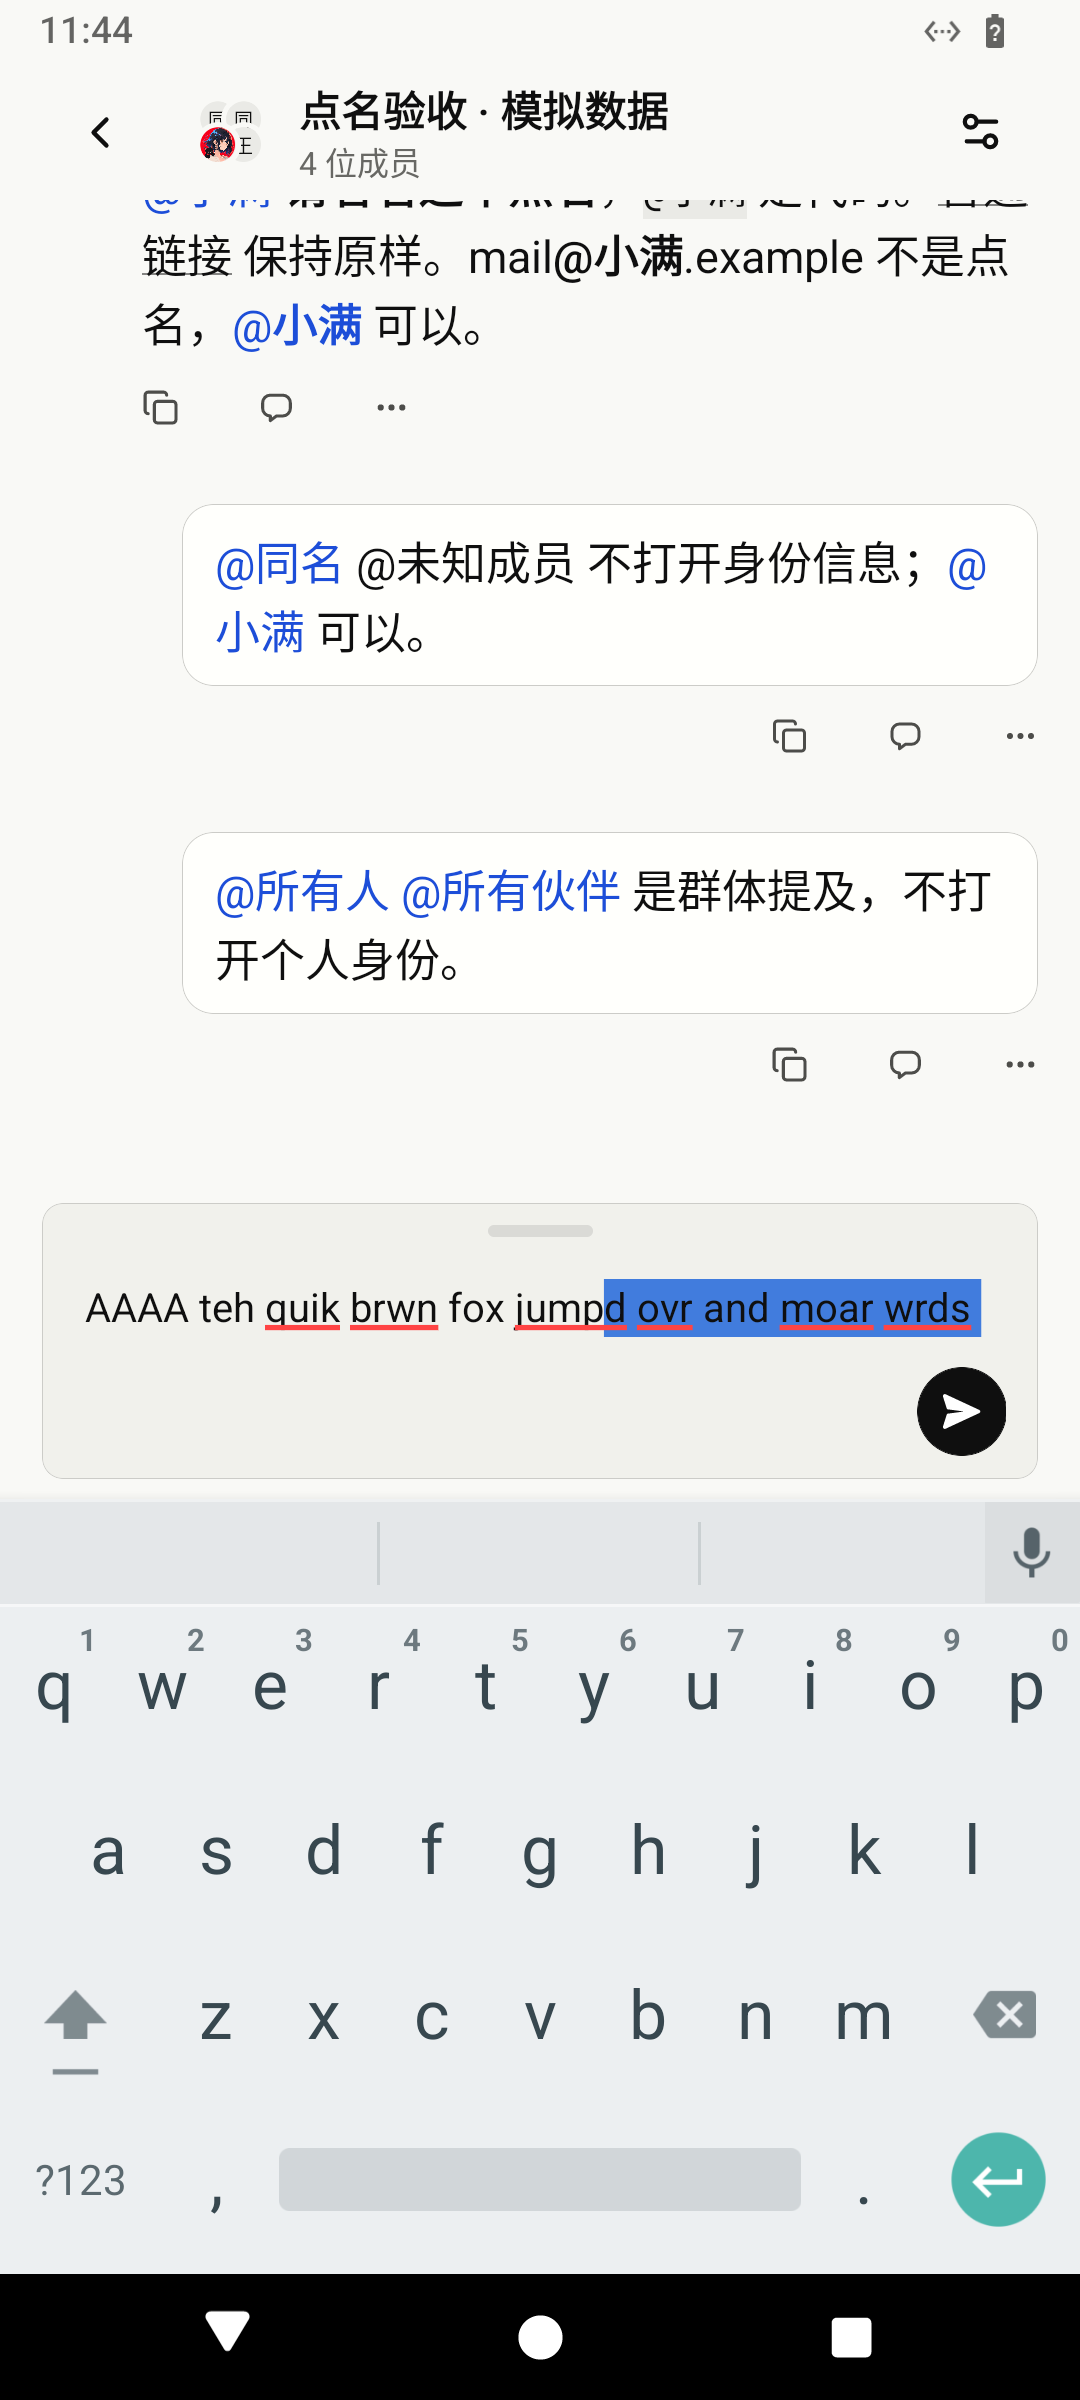 11:44
点名验收 · 模拟数据
4 位成员
@小满
链接 保持原样。mail@小满.example 不是点
名，@小满 可以。
@同名 @未知成员 不打开身份信息；@
小满 可以。
@所有人 @所有伙伴 是群体提及，不打
开个人身份。
AAAA teh quik brwn fox jumpd ovr and moar wrds
1 2 3 4 5 6 7 8 9 0
q w e r t y u i o p
a s d f g h j k l
z x c v b n m
?123 , .